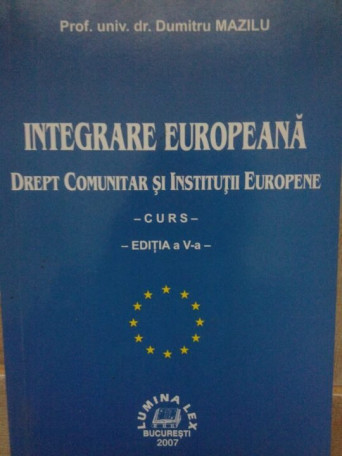 Prof. univ. dr. Dumitru MAZILU
INTEGRARE EUROPEANĂ
DREPT COMUNITAR ŞI INSTITUŢII EUROPENE
– CURS –
– EDIŢIA a V-a –
LUMINA LEX
BUCUREŞTI
2007